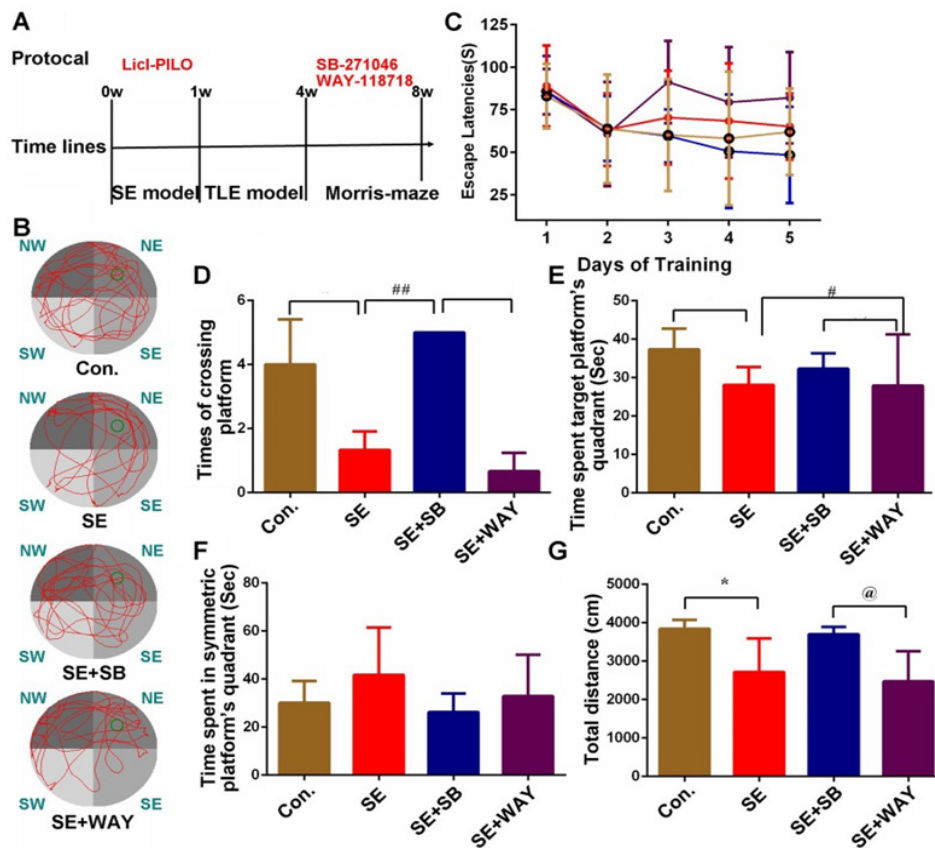 A
Protocal
LicI-PILO
SB-271046
WAY-118718
0w
1w
4w
8w
Time lines
SE model
TLE model
Morris-maze
B
NW
NE
SW
SE
Con.
NW
NE
SW
SE
SE
NW
NE
SW
SE
SE+SB
NW
NE
SW
SE
SE+WAY
C
Escape Latencies(S)
125
100
75
50
25
1
2
3
4
5
Days of Training
D
Times of crossing
platform
6
4
2
0
##
Con.
SE
SE+SB
SE+WAY
E
Time spent target platform's
quadrant (Sec)
50
40
30
20
10
0
#
Con.
SE
SE+SB
SE+WAY
F
Time spent in symmetric
platform's quadrant (Sec)
80
60
40
20
0
Con.
SE
SE+SB
SE+WAY
G
Total distance (cm)
5000
4000
3000
2000
1000
0
*
@
Con.
SE
SE+SB
SE+WAY